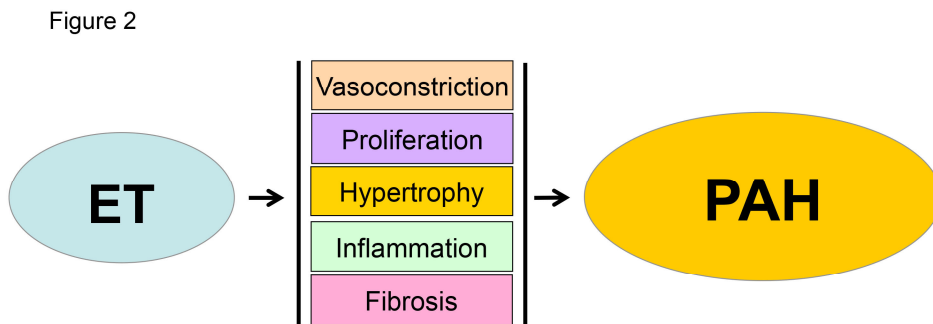 Figure 2
Vasoconstriction
Proliferation
Hypertrophy
Inflammation
Fibrosis
ET
PAH